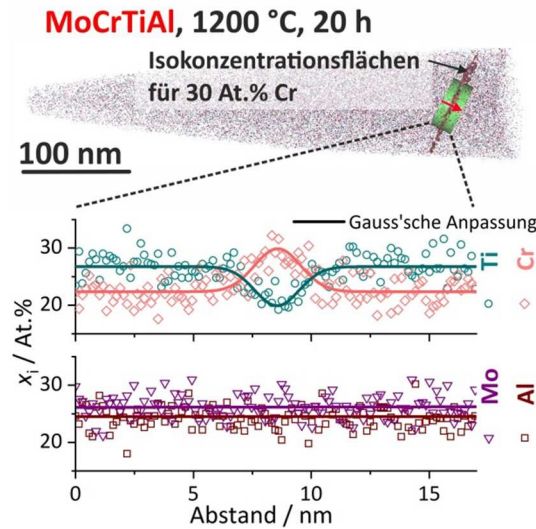 MoCrTiAl, 1200 °C, 20 h
Isokonzentrationsflächen
für 30 At.% Cr
100 nm
Gauss'sche Anpassung
30
20
Ti
Cr
xi / At.%
30
20
Mo
Al
0
5
10
15
Abstand / nm